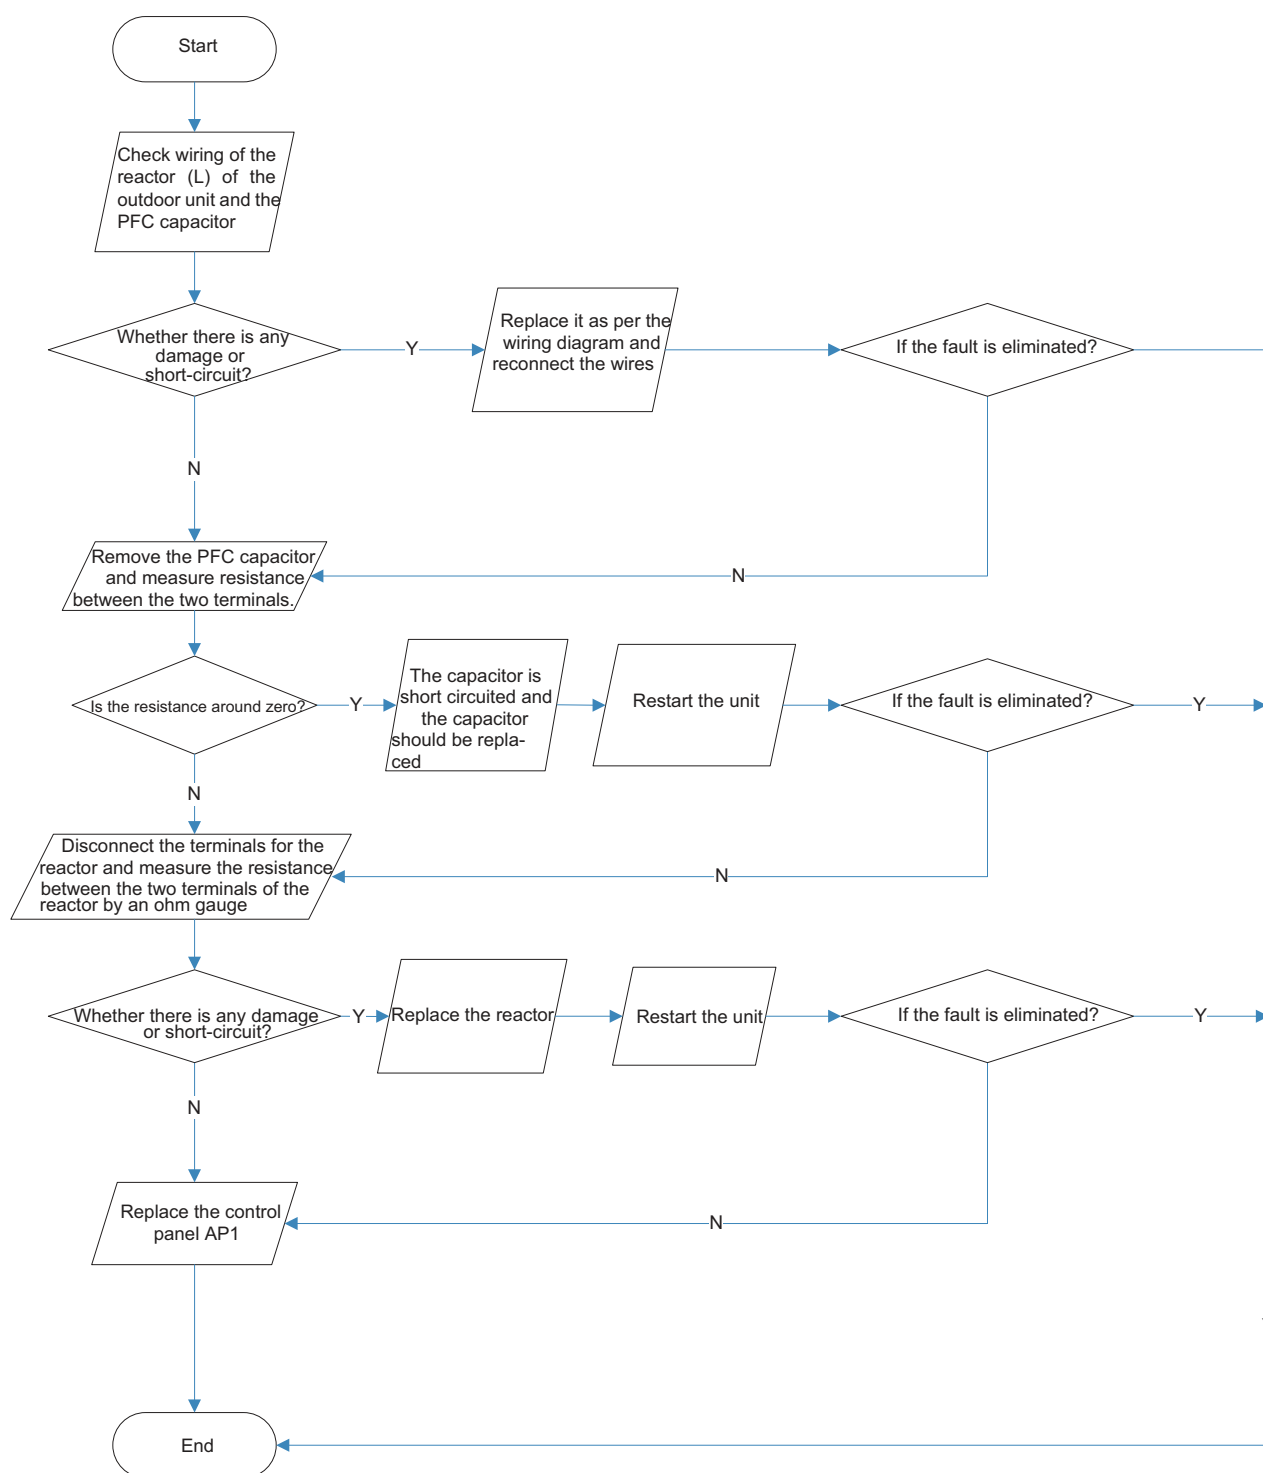 Start
Check wiring of the
reactor (L) of the
outdoor unit and the
PFC capacitor
Whether there is any
damage or
short-circuit?
Y
Replace it as per the
wiring diagram and
reconnect the wires
If the fault is eliminated?
N
Remove the PFC capacitor
and measure resistance
between the two terminals.
N
Is the resistance around zero?
Y
The capacitor is
short circuited and
the capacitor
should be repla-
ced
Restart the unit
If the fault is eliminated?
Y
N
Disconnect the terminals for the
reactor and measure the resistance
between the two terminals of the
reactor by an ohm gauge
N
Whether there is any damage
or short-circuit?
Y
Replace the reactor
Restart the unit
If the fault is eliminated?
Y
N
Replace the control
panel AP1
N
End